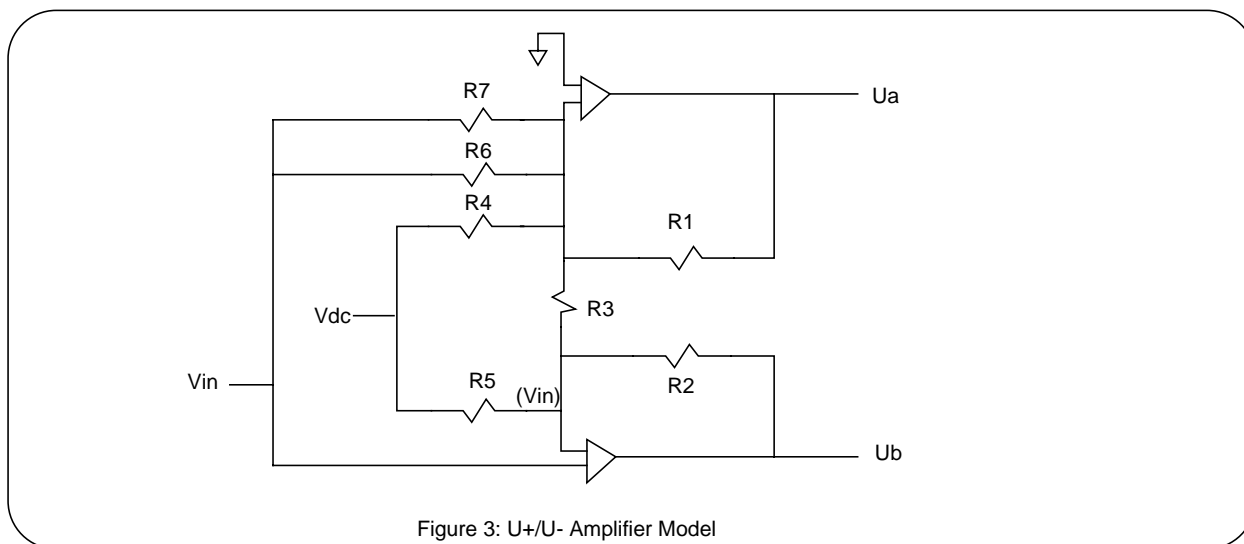 R7
Ua
R6
R4
R1
R3
Vdc
Vin
R5
(Vin)
R2
Ub
Figure 3: U+/U- Amplifier Model